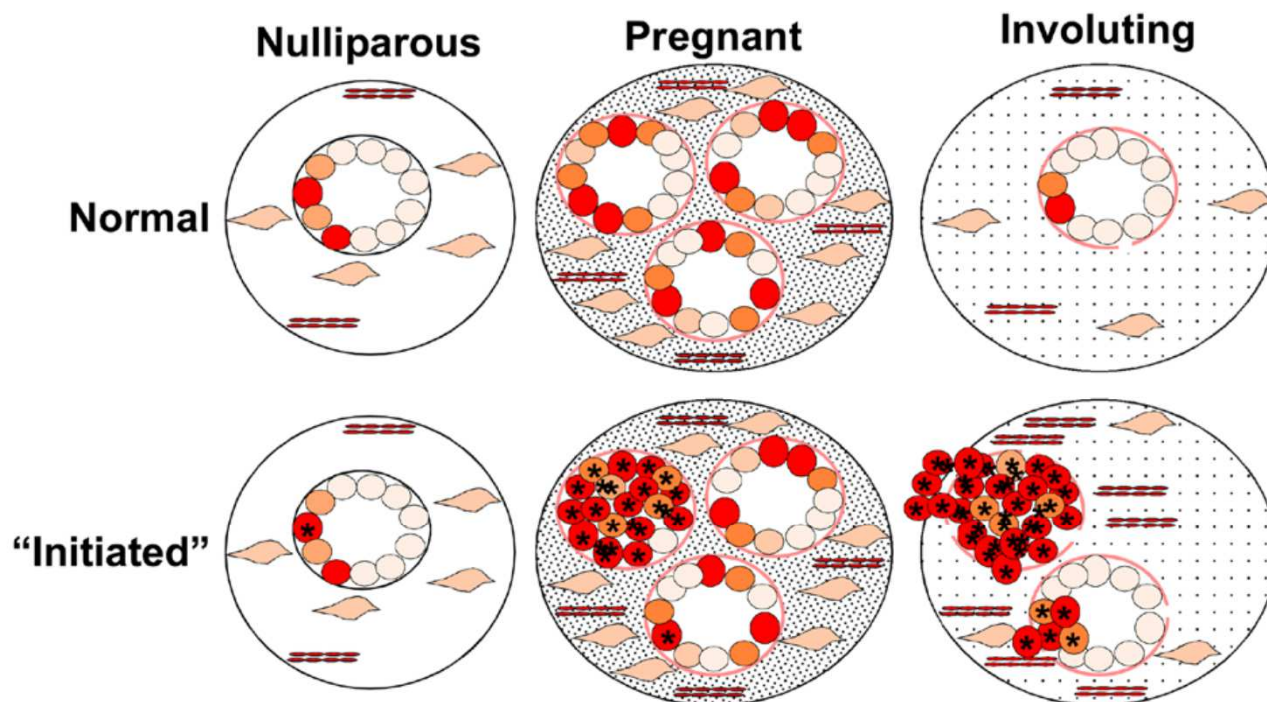 Nulliparous
Pregnant
Involuting
Normal
“Initiated”